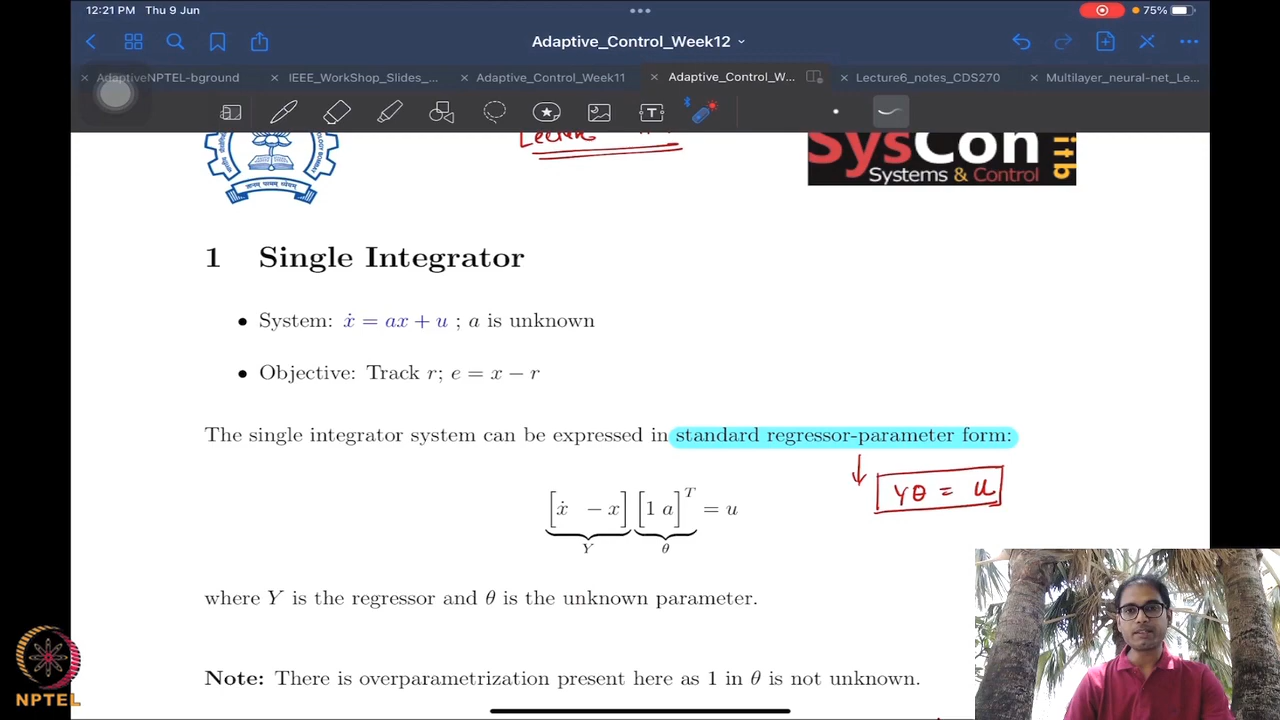 12:21 PM Thu 9 Jun
75%
Adaptive_Control_Week12
AdaptiveNPTEL-bground
IEEE_WorkShop_Slides_...
Adaptive_Control_Week11
Adaptive_Control_W...
Lecture6_notes_CDS270
Multilayer_neural-net_Le...
Lecture
SysCon
Systems & Control
iitb
1 Single Integrator
• System: ẋ = ax + u ; a is unknown
• Objective: Track r; e = x − r
The single integrator system can be expressed in standard regressor-parameter form:
Yθ = u
[ẋ − x] [1 a]^T = u
Y θ
where Y is the regressor and θ is the unknown parameter.
Note: There is overparametrization present here as 1 in θ is not unknown.
NPTEL